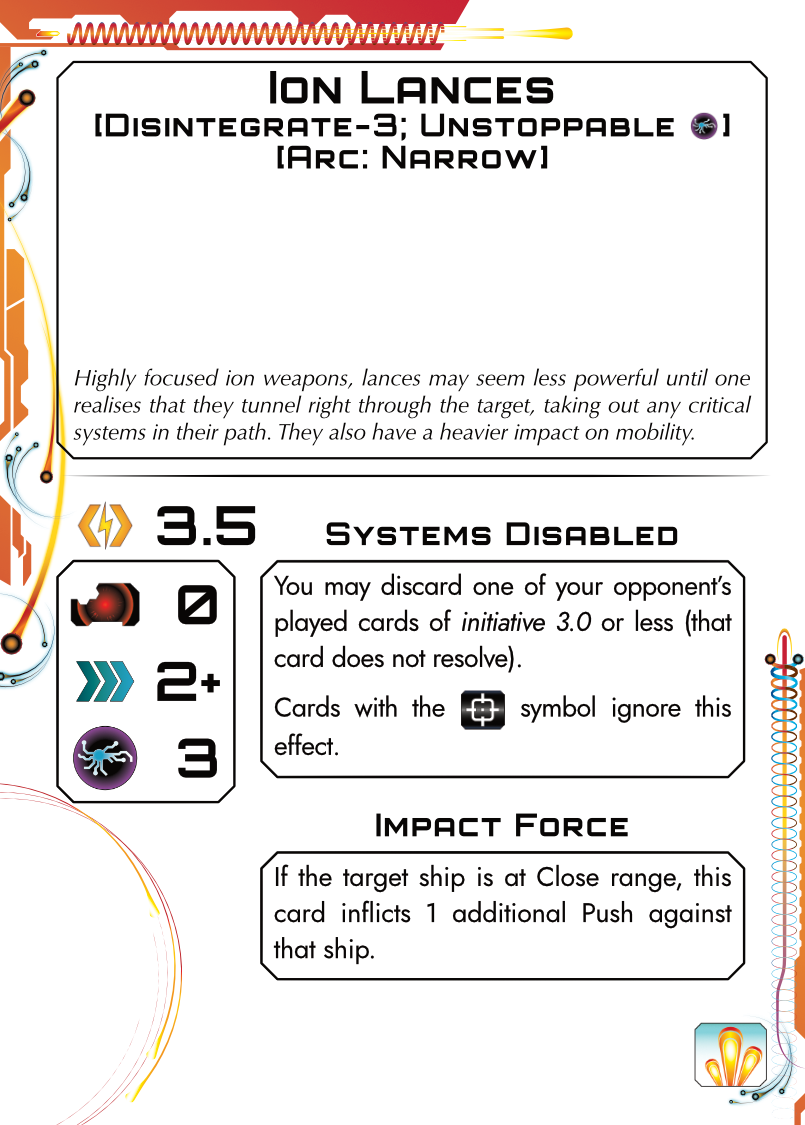 Ion Lances
[Disintegrate-3; Unstoppable ]
[Arc: Narrow]
Highly focused ion weapons, lances may seem less powerful until one
realises that they tunnel right through the target, taking out any critical
systems in their path. They also have a heavier impact on mobility.
3.5
Systems Disabled
0
2+
3
You may discard one of your opponent's
played cards of initiative 3.0 or less (that
card does not resolve).
Cards with the symbol ignore this
effect.
Impact Force
If the target ship is at Close range, this
card inflicts 1 additional Push against
that ship.